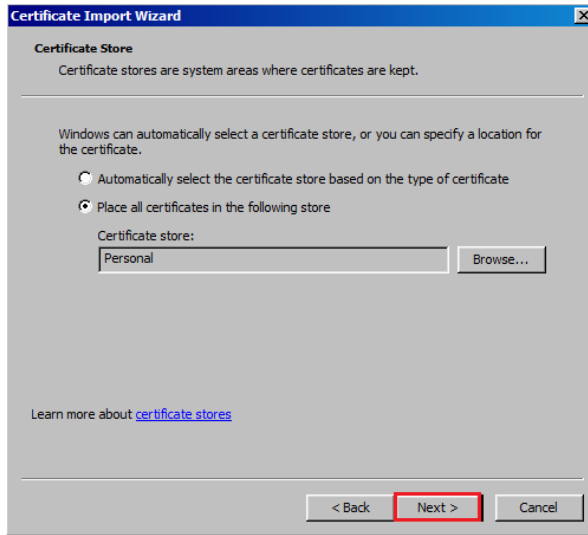 Certificate Import Wizard
Certificate Store
Certificate stores are system areas where certificates are kept.
Windows can automatically select a certificate store, or you can specify a location for
the certificate.
Automatically select the certificate store based on the type of certificate
Place all certificates in the following store
Certificate store:
Personal
Browse...
Learn more about certificate stores
< Back
Next >
Cancel